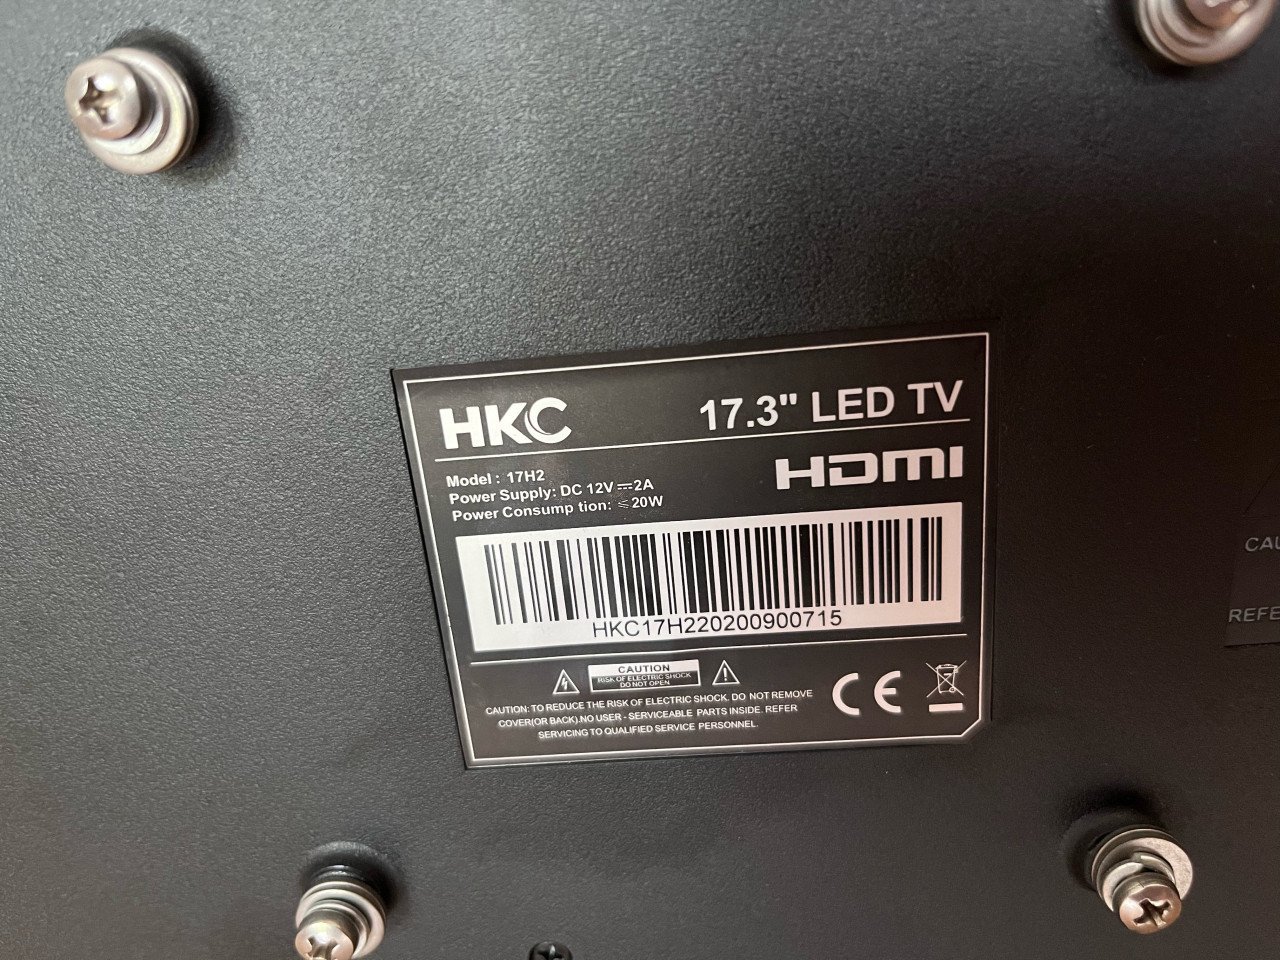 HKC
17.3" LED TV
HDMI
Model : 17H2
Power Supply: DC 12V ⎓2A
Power Consump tion: ≤20W
HKC17H220200900715
CAUTION
RISK OF ELECTRIC SHOCK
DO NOT OPEN
CAUTION: TO REDUCE THE RISK OF ELECTRIC SHOCK. DO NOT REMOVE
COVER(OR BACK).NO USER - SERVICEABLE PARTS INSIDE. REFER
SERVICING TO QUALIFIED SERVICE PERSONNEL.
CE
CAU
REFE